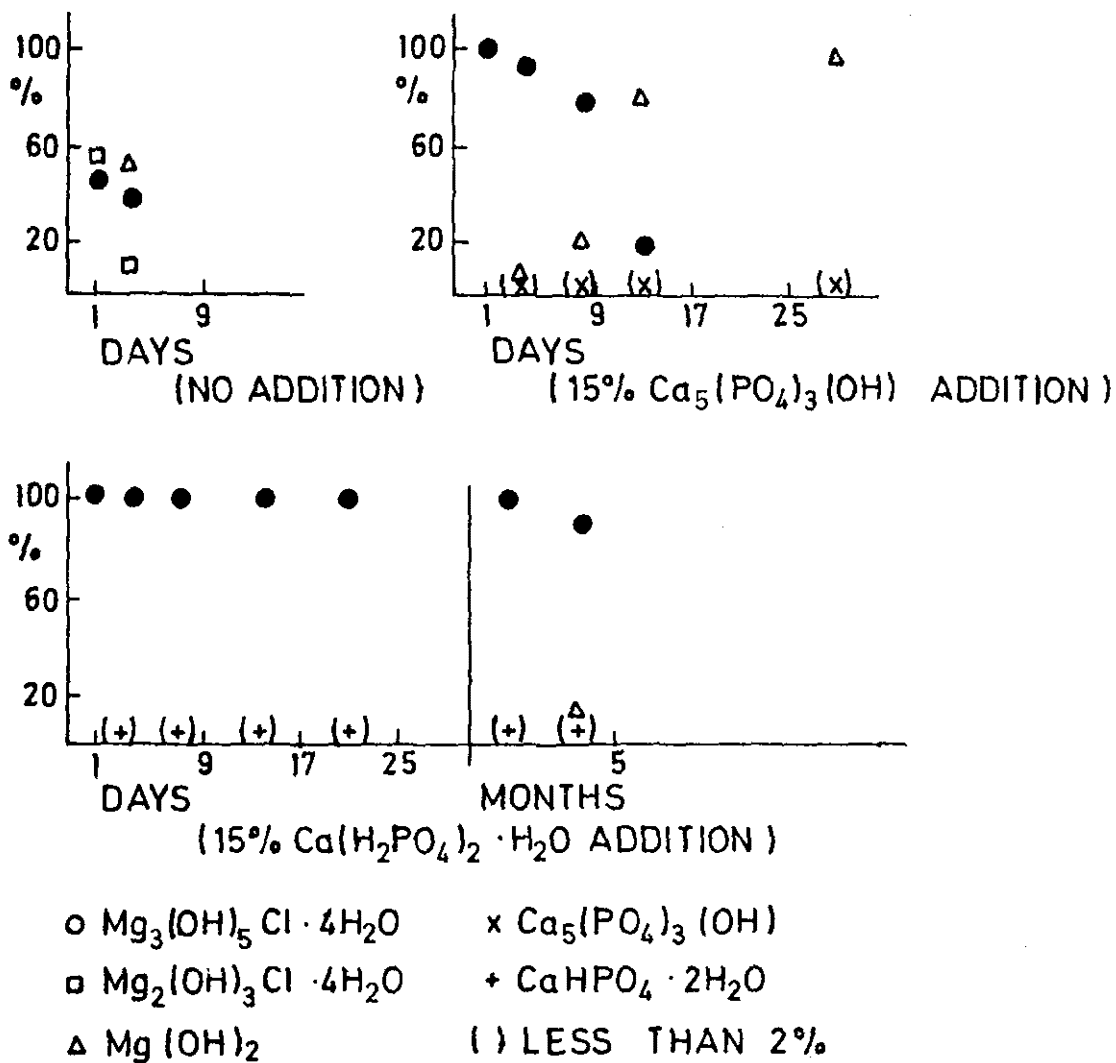 100
%
60
20
1 9
DAYS
(NO ADDITION)
100
%
60
20
(x) (x) (x) (x)
1 9 17 25
DAYS
(15% Ca₅(PO₄)₃(OH) ADDITION)
100
%
60
20
(+) (+) (+) (+) (+) (+)
1 9 17 25 5
DAYS MONTHS
(15% Ca(H₂PO₄)₂ · H₂O ADDITION)
● Mg₃(OH)₅Cl · 4H₂O x Ca₅(PO₄)₃(OH)
□ Mg₂(OH)₃Cl · 4H₂O + CaHPO₄ · 2H₂O
△ Mg(OH)₂ ( ) LESS THAN 2%